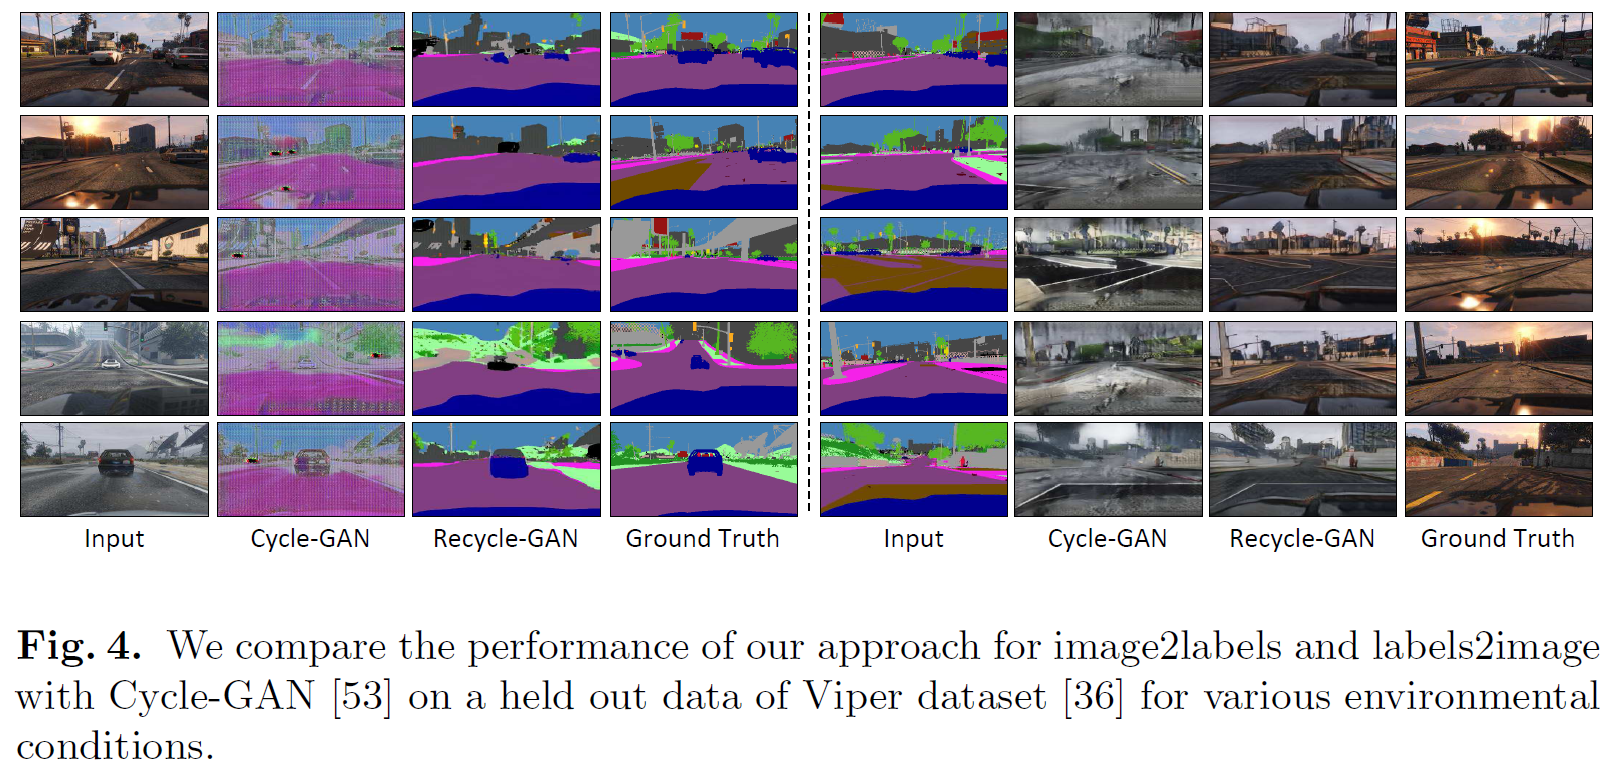 Input Cycle-GAN Recycle-GAN Ground Truth Input Cycle-GAN Recycle-GAN Ground Truth
Fig. 4. We compare the performance of our approach for image2labels and labels2image
with Cycle-GAN [53] on a held out data of Viper dataset [36] for various environmental
conditions.